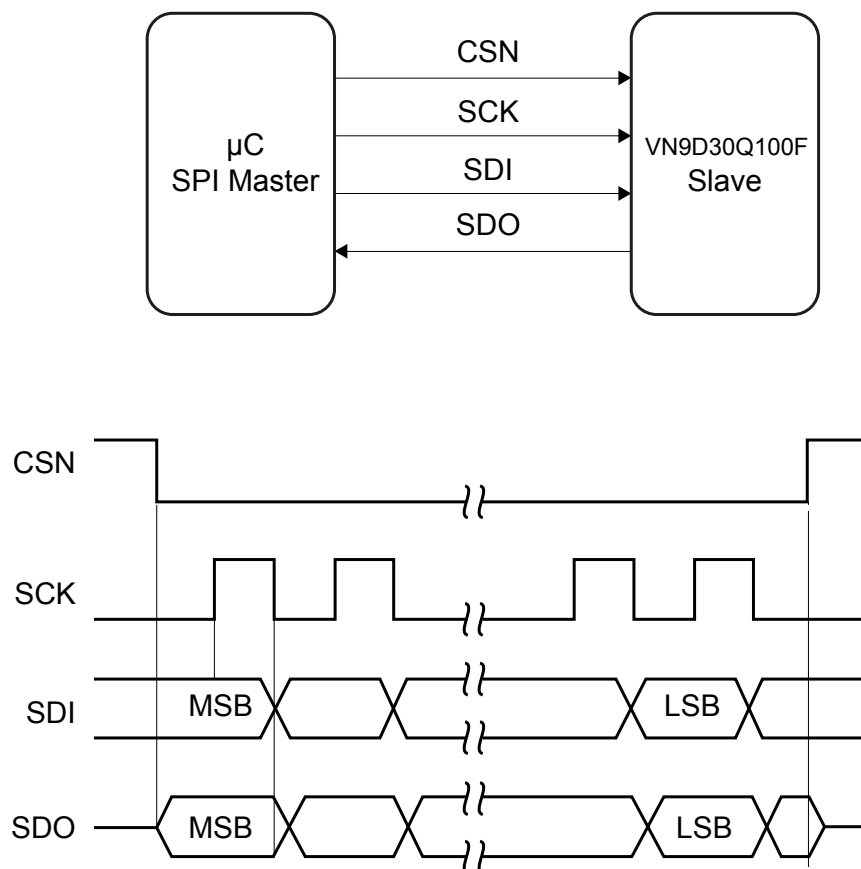 CSN
SCK
SDI
SDO
µC
SPI Master
VN9D30Q100F
Slave
CSN
SCK
SDI
MSB
LSB
SDO
MSB
LSB